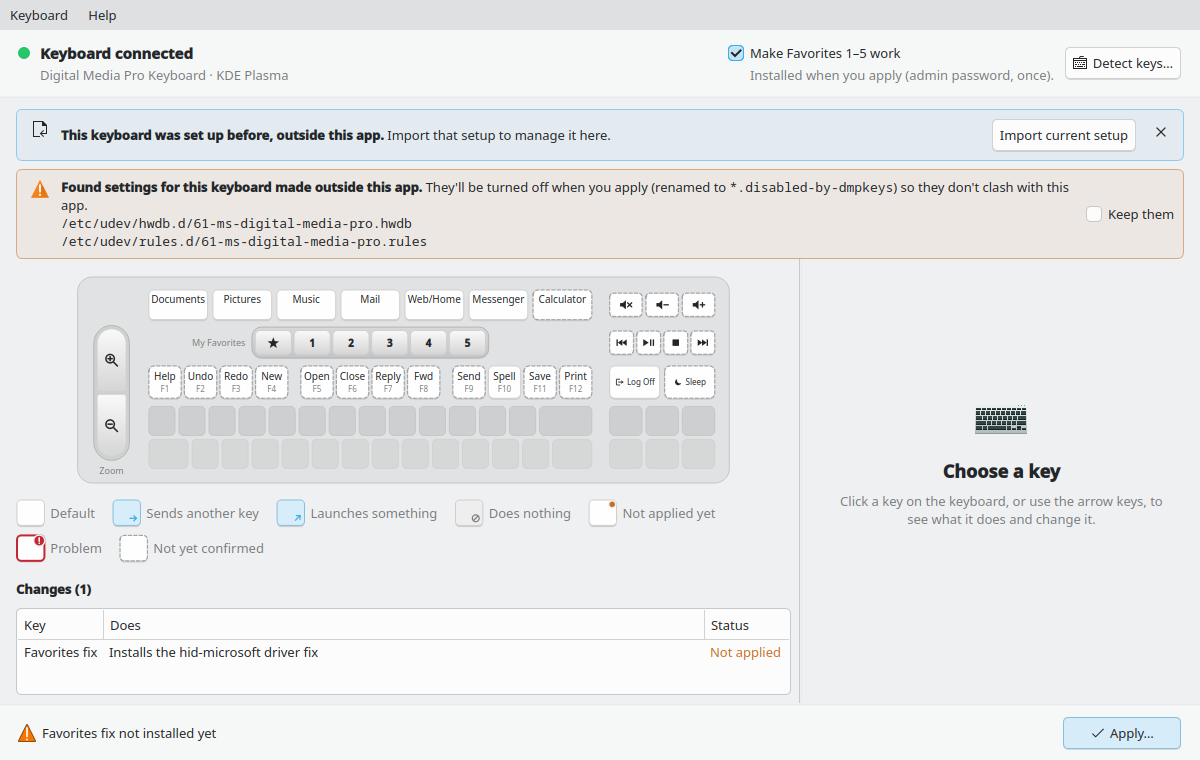 Keyboard Help
Keyboard connected
Digital Media Pro Keyboard · KDE Plasma
Make Favorites 1–5 work
Installed when you apply (admin password, once).
Detect keys...
This keyboard was set up before, outside this app. Import that setup to manage it here.
Import current setup
Found settings for this keyboard made outside this app. They'll be turned off when you apply (renamed to *.disabled-by-dmpkeys) so they don't clash with this
app.
/etc/udev/hwdb.d/61-ms-digital-media-pro.hwdb
/etc/udev/rules.d/61-ms-digital-media-pro.rules
Keep them
Documents Pictures Music Mail Web/Home Messenger Calculator
My Favorites 1 2 3 4 5
Help Undo Redo New Open Close Reply Fwd Send Spell Save Print
F1 F2 F3 F4 F5 F6 F7 F8 F9 F10 F11 F12
Log Off Sleep
Zoom
Choose a key
Click a key on the keyboard, or use the arrow keys, to
see what it does and change it.
Default Sends another key Launches something Does nothing Not applied yet
Problem Not yet confirmed
Changes (1)
Key Does Status
Favorites fix Installs the hid-microsoft driver fix Not applied
Favorites fix not installed yet
Apply...